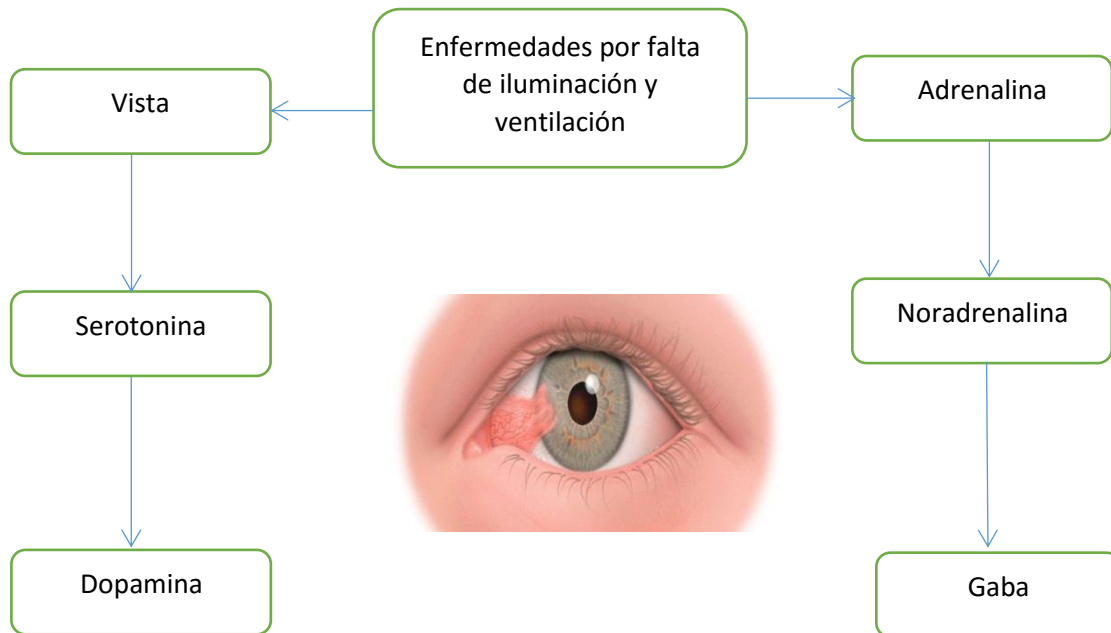 Enfermedades por falta
de iluminación y
ventilación
Vista
Adrenalina
Serotonina
Noradrenalina
Dopamina
Gaba